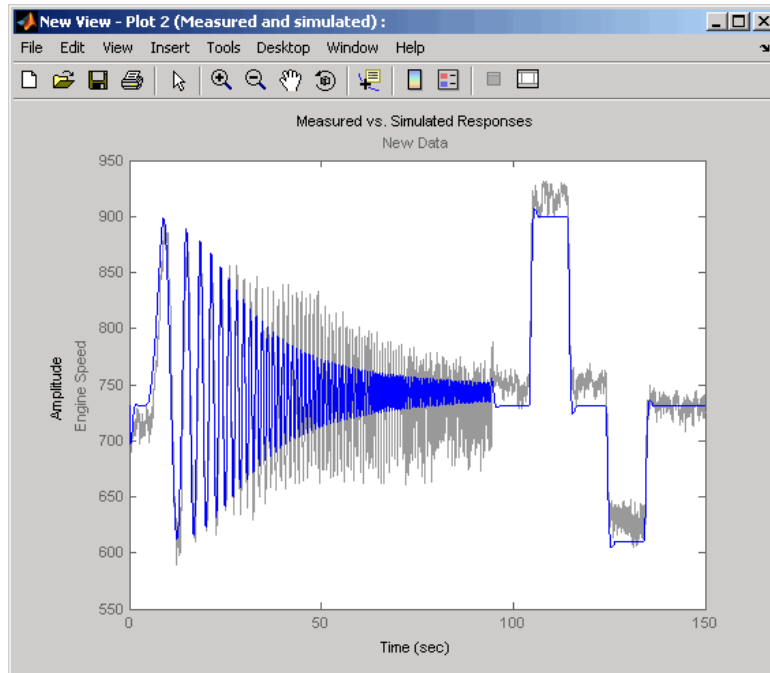 New View - Plot 2 (Measured and simulated) :
File Edit View Insert Tools Desktop Window Help
Measured vs. Simulated Responses
New Data
950
900
850
800
750
700
650
600
550
Amplitude
Engine Speed
0 50 100 150
Time (sec)